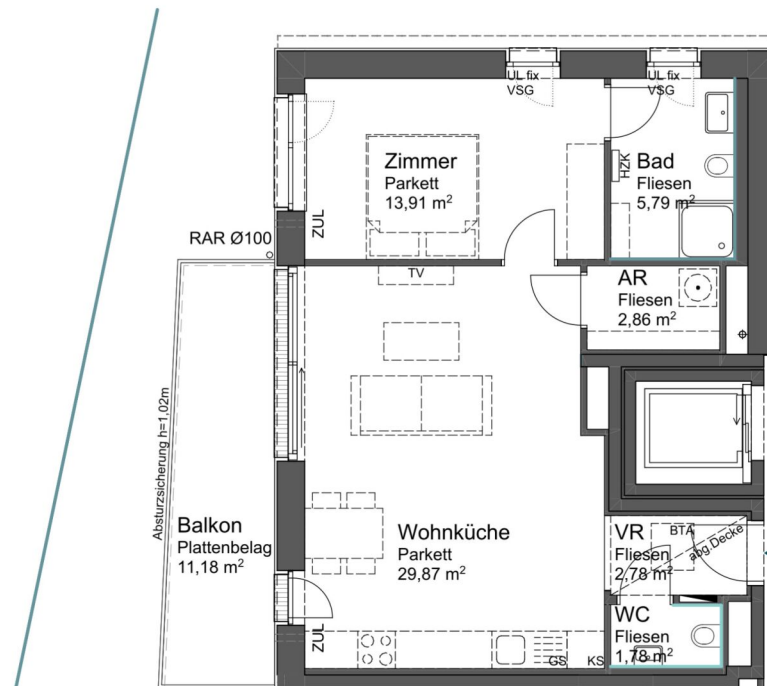 UL fix
VSG
UL fix
VSG
Zimmer
Parkett
13,91 m²
ZUL
HZK
Bad
Fliesen
5,79 m²
RAR Ø100
TV
AR
Fliesen
2,86 m²
Absturzsicherung h=1,02m
Balkon
Plattenbelag
11,18 m²
Wohnküche
Parkett
29,87 m²
VR
Fliesen
2,78 m²
BTA
abg.Decke
ZUL
GS
KS
WC
Fliesen
1,78 m²